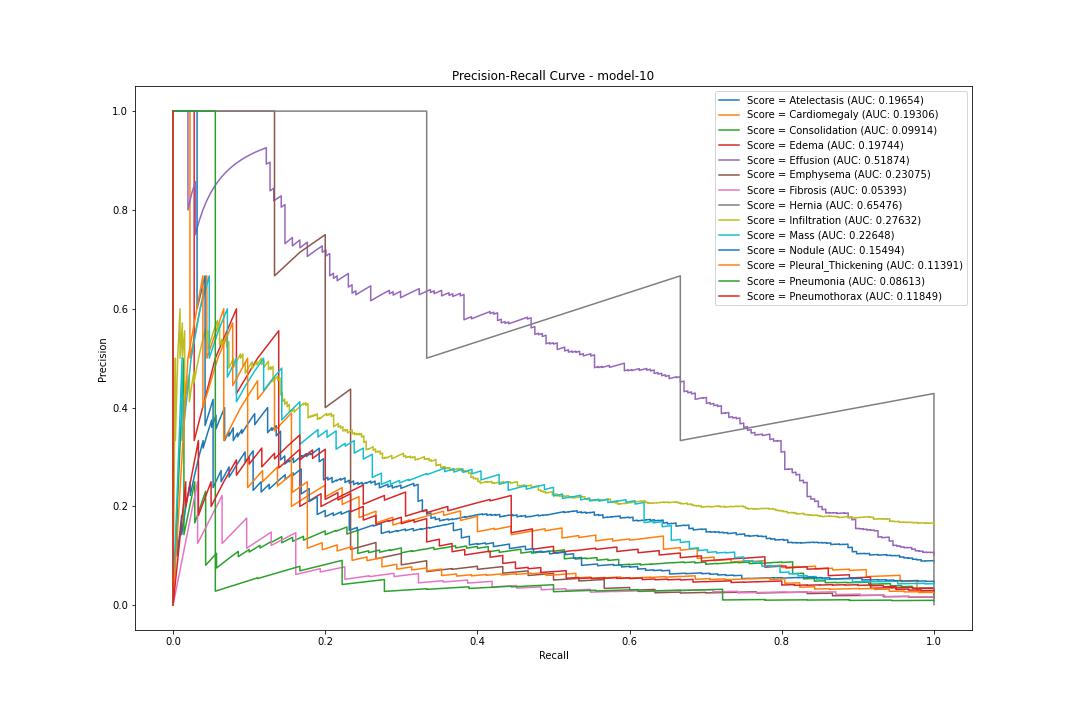 Precision-Recall Curve - model-10
Score = Atelectasis (AUC: 0.19654)
Score = Cardiomegaly (AUC: 0.19306)
Score = Consolidation (AUC: 0.09914)
Score = Edema (AUC: 0.19744)
Score = Effusion (AUC: 0.51874)
Score = Emphysema (AUC: 0.23075)
Score = Fibrosis (AUC: 0.05393)
Score = Hernia (AUC: 0.65476)
Score = Infiltration (AUC: 0.27632)
Score = Mass (AUC: 0.22648)
Score = Nodule (AUC: 0.15494)
Score = Pleural_Thickening (AUC: 0.11391)
Score = Pneumonia (AUC: 0.08613)
Score = Pneumothorax (AUC: 0.11849)
1.0
0.8
0.6
0.4
0.2
0.0
Precision
0.0 0.2 0.4 0.6 0.8 1.0
Recall